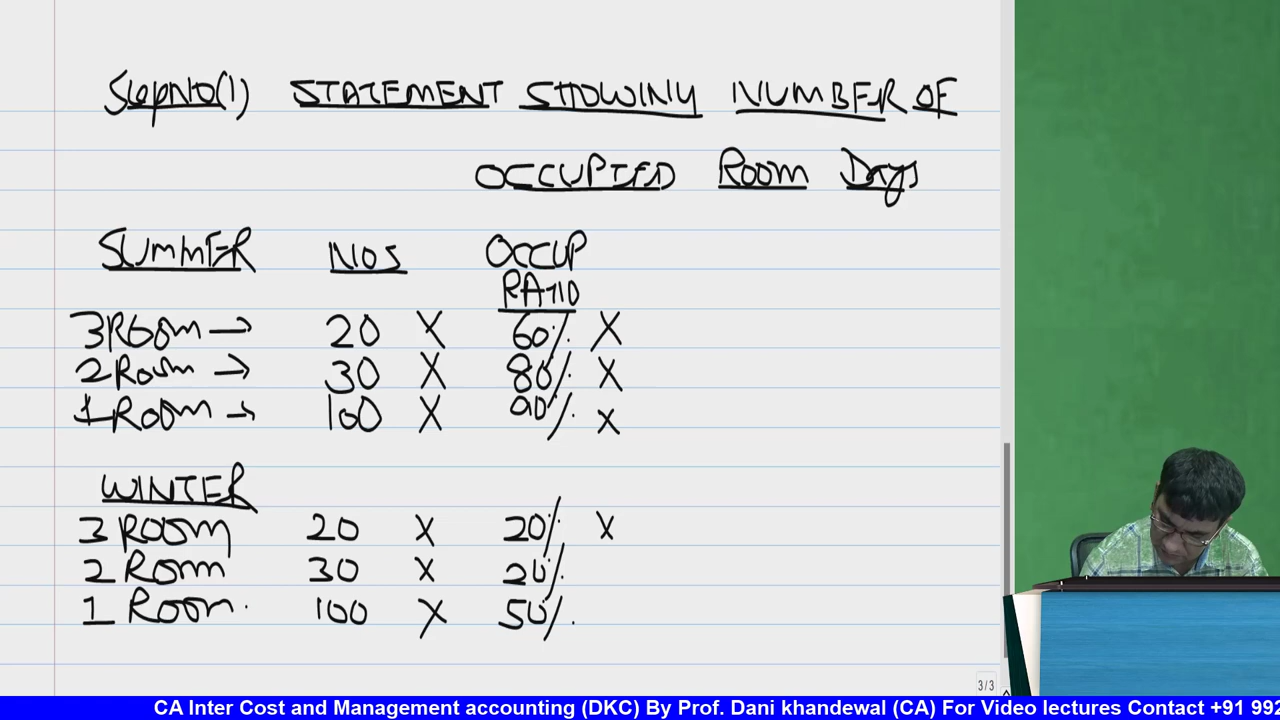 StepNo(1) STATEMENT SHOWING NUMBER OF
OCCUPIED ROOM Days
SUMMER NOS OCCUP
RATIO
3 ROOM → 20 X 60% X
2 ROOM → 30 X 80% X
1 ROOM → 100 X 90% X
WINTER
3 ROOM 20 X 20% X
2 ROOM 30 X 20%
1 ROOM. 100 X 50%
3/3
CA Inter Cost and Management accounting (DKC) By Prof. Dani khandewal (CA) For Video lectures Contact +91 992